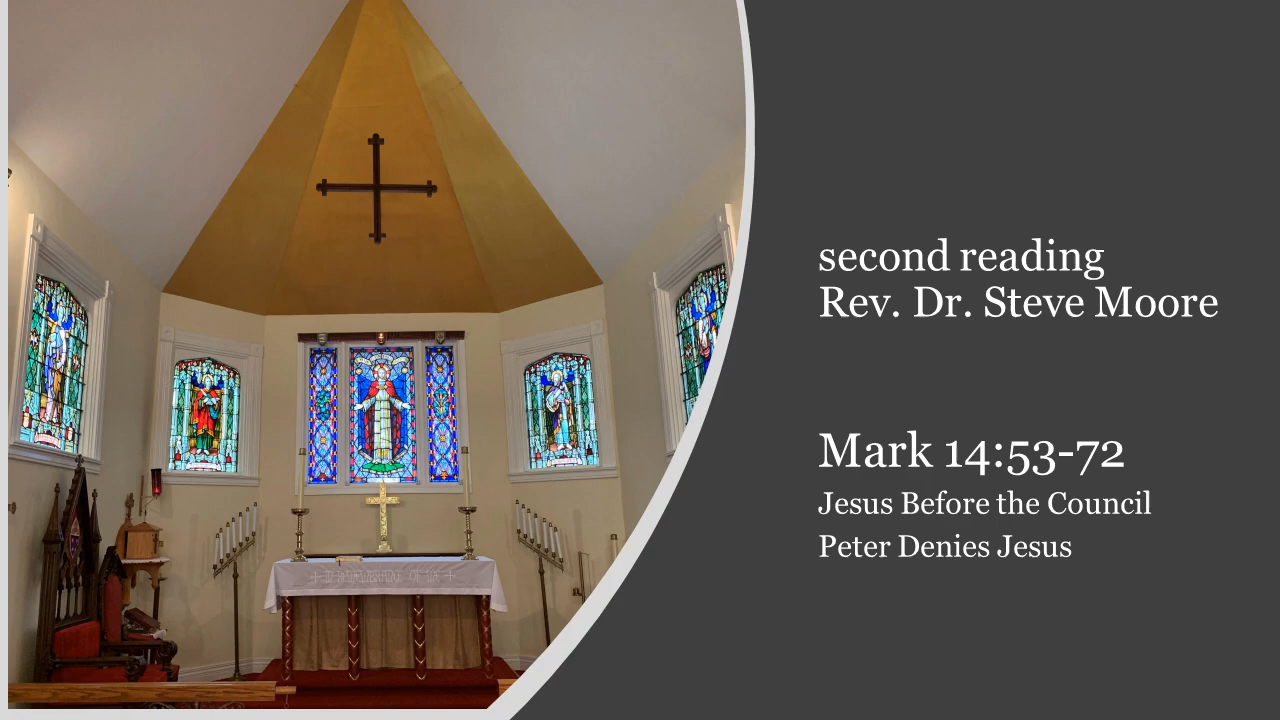 second reading
Rev. Dr. Steve Moore
Mark 14:53-72
Jesus Before the Council
Peter Denies Jesus